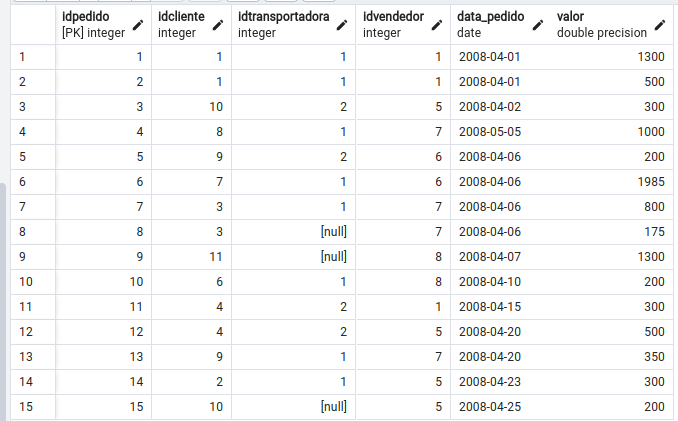 idpedido idcliente idtransportadora idvendedor data_pedido valor
[PK] integer integer integer integer date double precision
1 1 1 1 1 2008-04-01 1300
2 2 1 1 1 2008-04-01 500
3 3 10 2 5 2008-04-02 300
4 4 8 1 7 2008-05-05 1000
5 5 9 2 6 2008-04-06 200
6 6 7 1 6 2008-04-06 1985
7 7 3 1 7 2008-04-06 800
8 8 3 [null] 7 2008-04-06 175
9 9 11 [null] 8 2008-04-07 1300
10 10 6 1 8 2008-04-10 200
11 11 4 2 1 2008-04-15 300
12 12 4 2 5 2008-04-20 500
13 13 9 1 7 2008-04-20 350
14 14 2 1 5 2008-04-23 300
15 15 10 [null] 5 2008-04-25 200